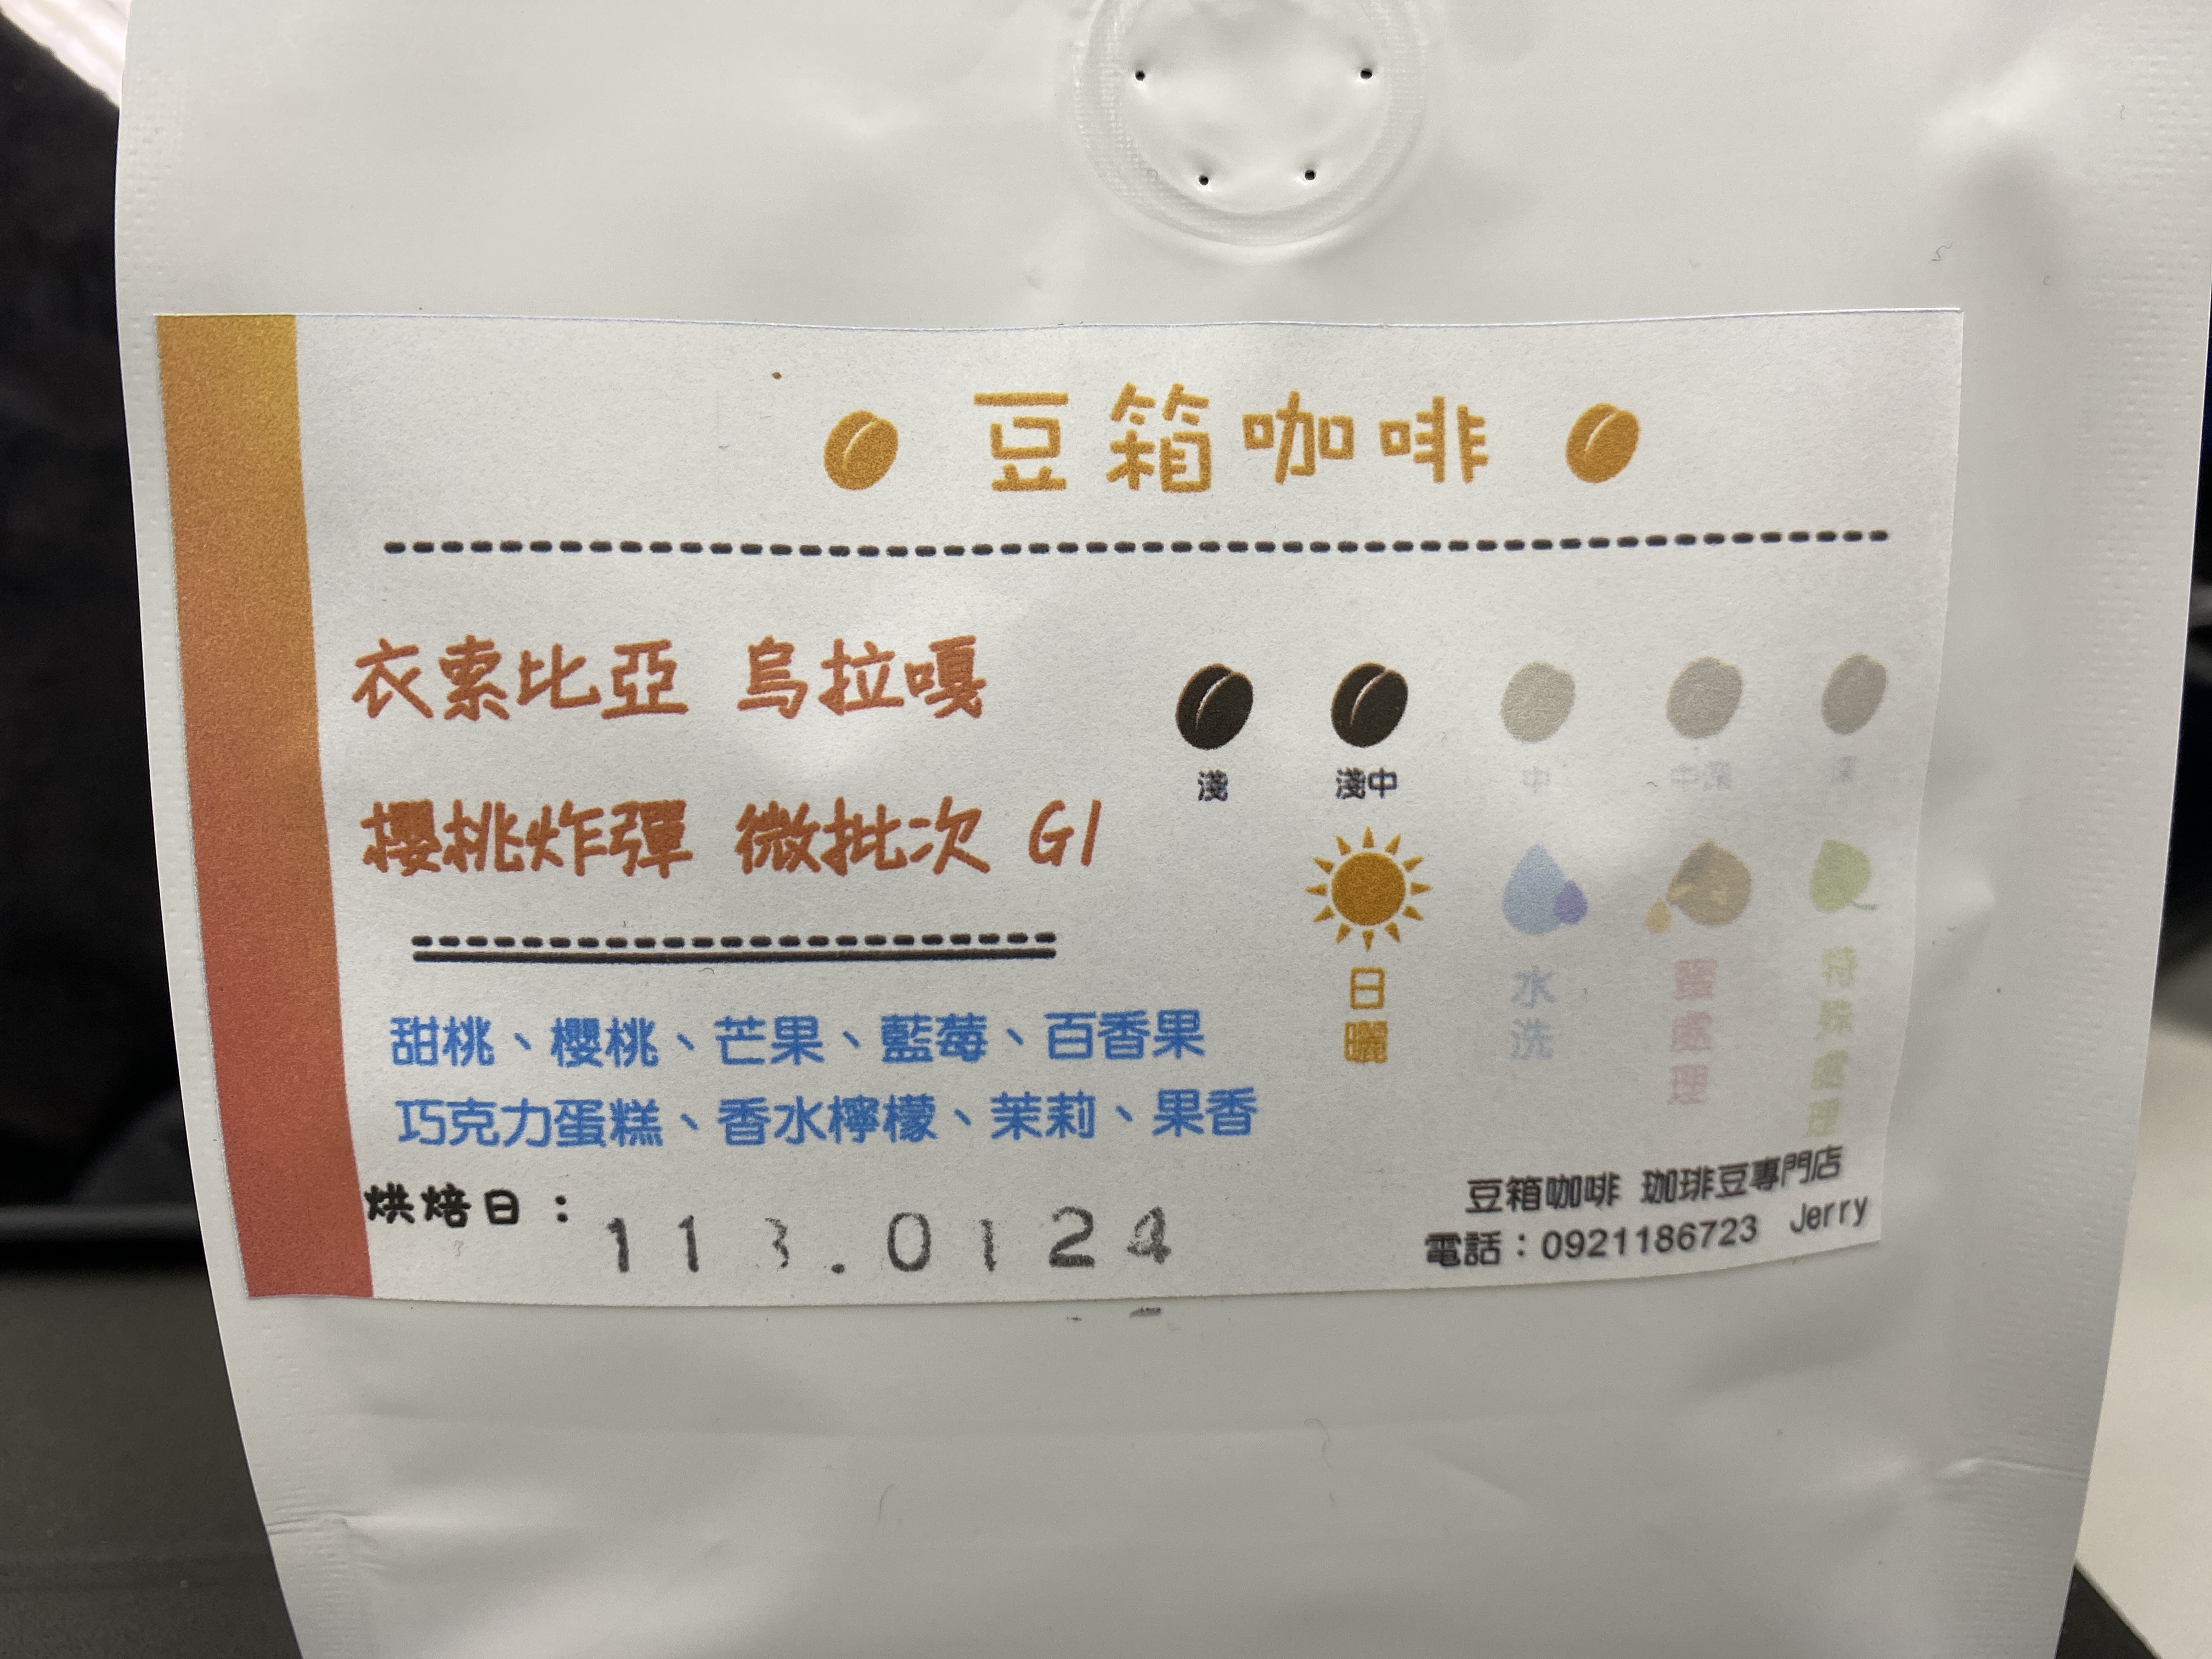 豆箱咖啡
衣索比亞 烏拉嘎
櫻桃炸彈 微批次 G1
淺 淺中 中 中深 深
日曬 水洗 蜜處理 特殊處理
甜桃、櫻桃、芒果、藍莓、百香果
巧克力蛋糕、香水檸檬、茉莉、果香
烘焙日：113.0124
豆箱咖啡 珈琲豆專門店
電話：0921186723 Jerry